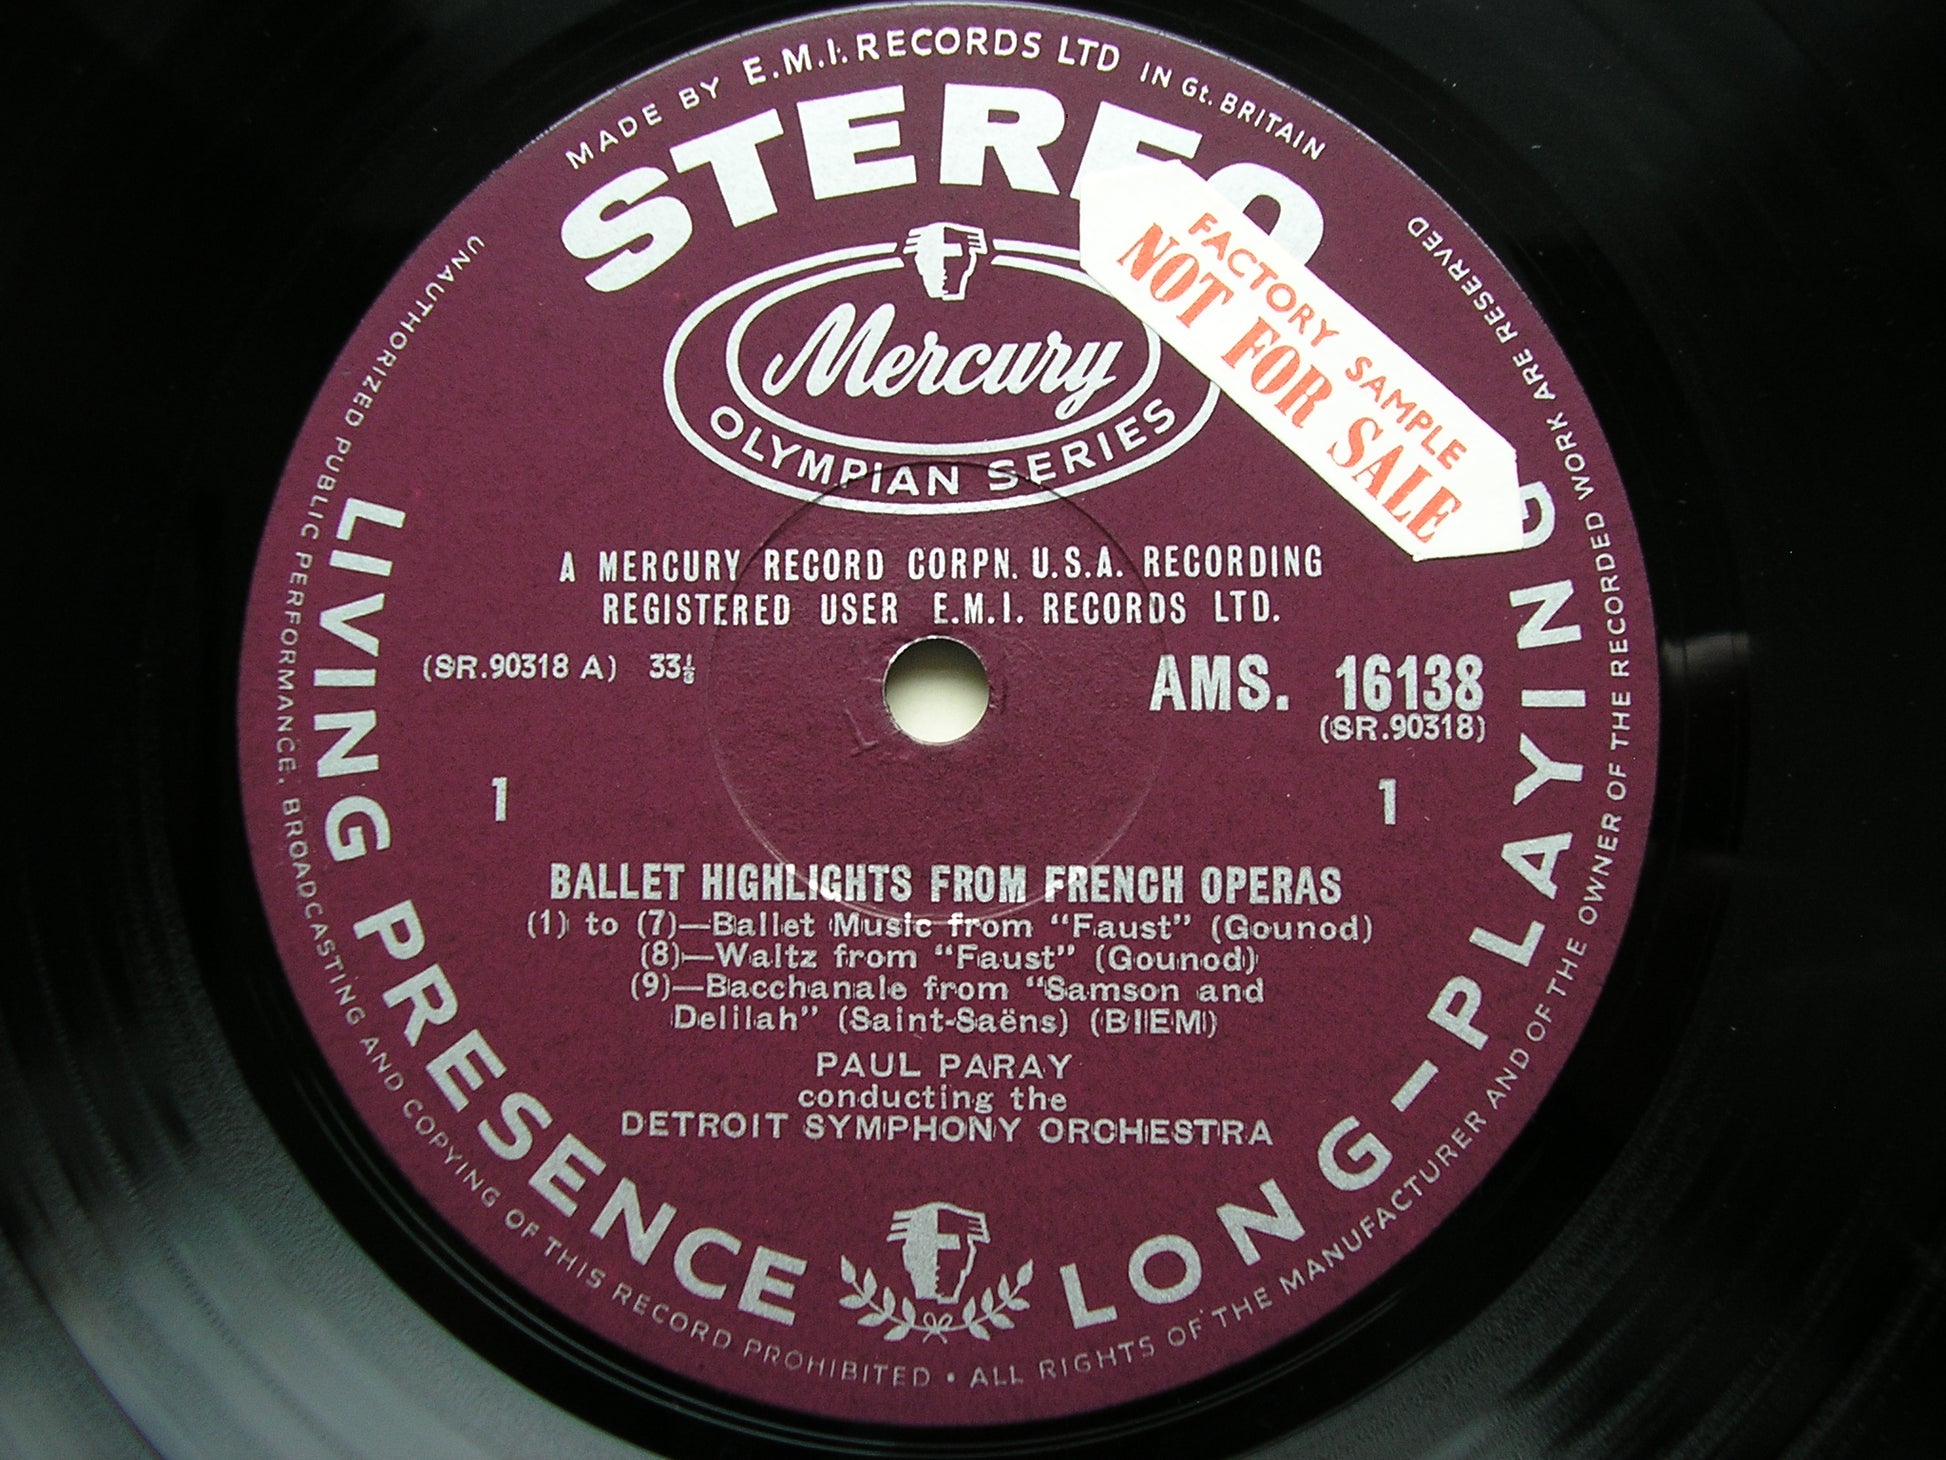 MADE BY E.M.I. RECORDS LTD IN Gt. BRITAIN
STEREO
FACTORY SAMPLE
NOT FOR SALE
Mercury
OLYMPIAN SERIES
A MERCURY RECORD CORPN. U.S.A. RECORDING
REGISTERED USER E.M.I. RECORDS LTD.
(SR.90318 A) 33⅓
AMS. 16138
(SR.90318)
1 1
BALLET HIGHLIGHTS FROM FRENCH OPERAS
(1) to (7)—Ballet Music from "Faust" (Gounod)
(8)—Waltz from "Faust" (Gounod)
(9)—Bacchanale from "Samson and
Delilah" (Saint-Saëns) (BIEM)
PAUL PARAY
conducting the
DETROIT SYMPHONY ORCHESTRA
LIVING PRESENCE LONG-PLAYING
UNAUTHORIZED PUBLIC PERFORMANCE, BROADCASTING AND COPYING OF THIS RECORD PROHIBITED • ALL RIGHTS OF THE MANUFACTURER AND OF THE OWNER OF THE RECORDED WORK ARE RESERVED